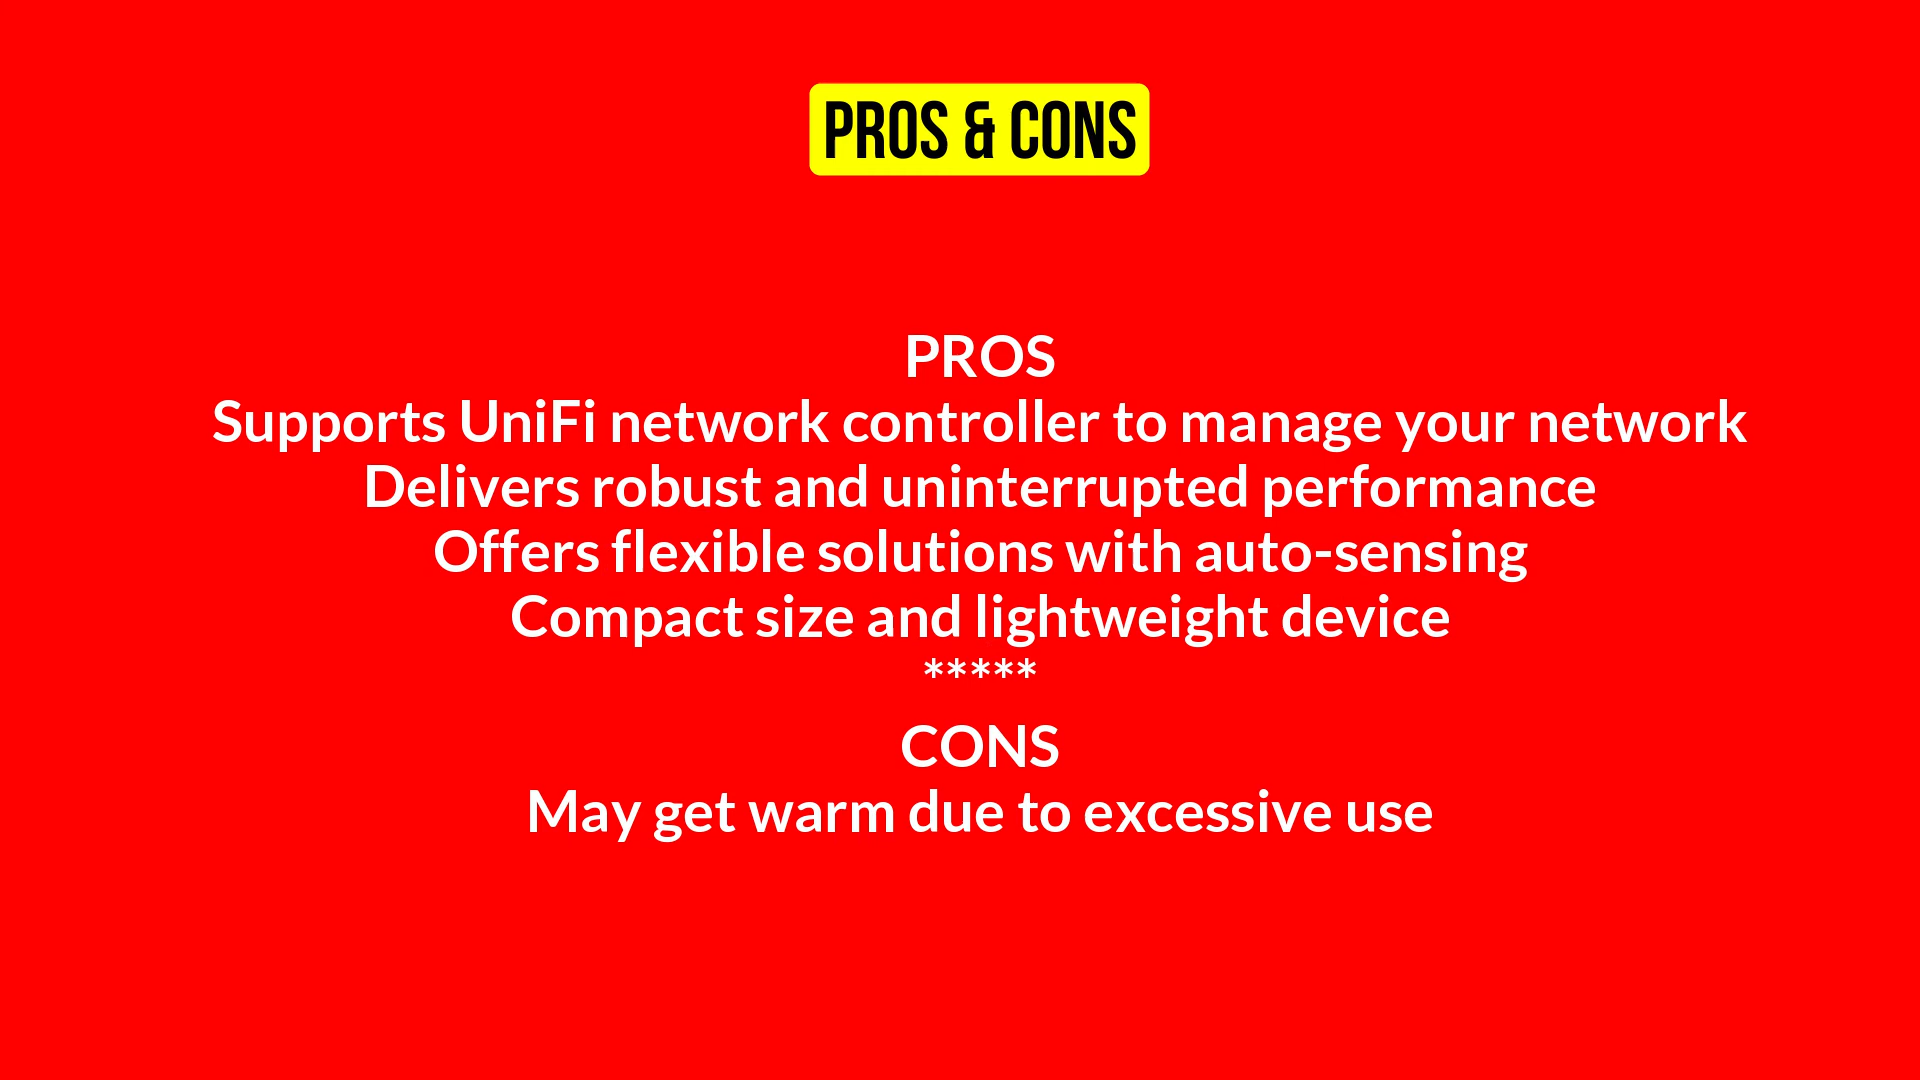 PROS & CONS
PROS
Supports UniFi network controller to manage your network
Delivers robust and uninterrupted performance
Offers flexible solutions with auto-sensing
Compact size and lightweight device
*****
CONS
May get warm due to excessive use